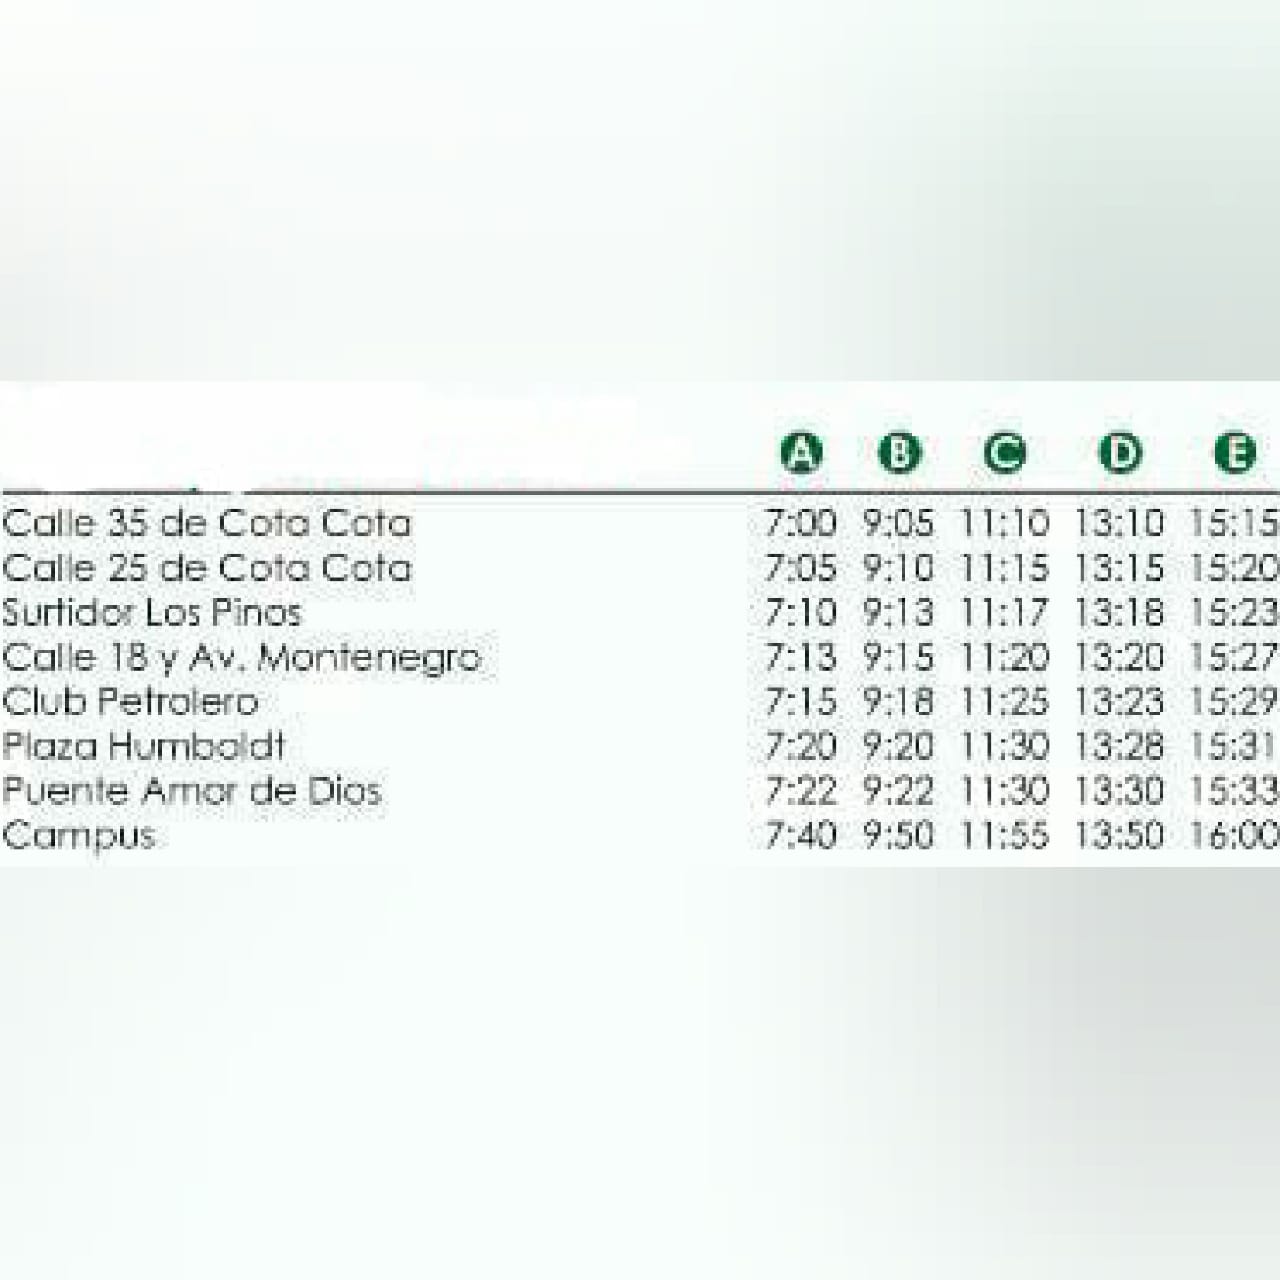 A B C D E
Calle 35 de Cota Cota 7:00 9:05 11:10 13:10 15:15
Calle 25 de Cota Cota 7:05 9:10 11:15 13:15 15:20
Surtidor Los Pinos 7:10 9:13 11:17 13:18 15:23
Calle 18 y Av. Montenegro 7:13 9:15 11:20 13:20 15:27
Club Petrolero 7:15 9:18 11:25 13:23 15:29
Plaza Humboldt 7:20 9:20 11:30 13:28 15:31
Puente Amor de Dios 7:22 9:22 11:30 13:30 15:33
Campus 7:40 9:50 11:55 13:50 16:00